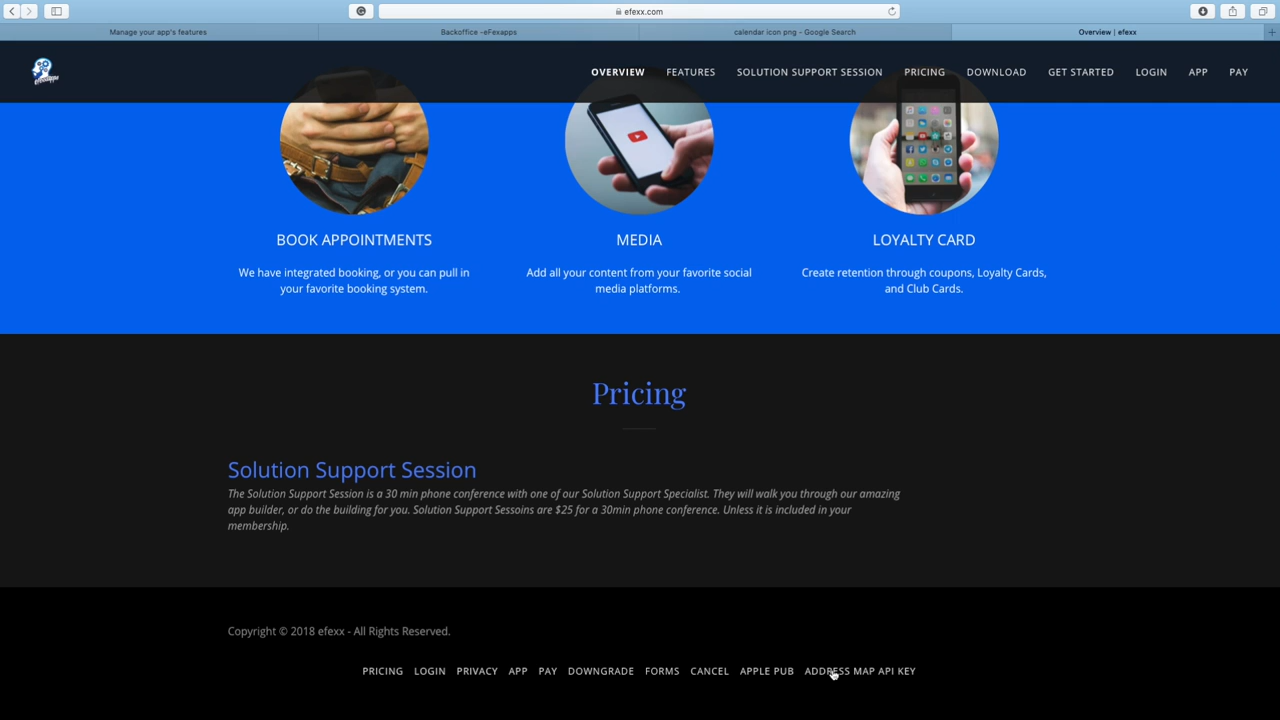 efexx.com
Manage your app's features
Backoffice -eFexapps
calendar icon png - Google Search
Overview | efexx
OVERVIEW
FEATURES
SOLUTION SUPPORT SESSION
PRICING
DOWNLOAD
GET STARTED
LOGIN
APP
PAY
BOOK APPOINTMENTS
We have integrated booking, or you can pull in
your favorite booking system.
MEDIA
Add all your content from your favorite social
media platforms.
LOYALTY CARD
Create retention through coupons, Loyalty Cards,
and Club Cards.
Pricing
Solution Support Session
The Solution Support Session is a 30 min phone conference with one of our Solution Support Specialist. They will walk you through our amazing
app builder, or do the building for you. Solution Support Sessoins are $25 for a 30min phone conference. Unless it is included in your
membership.
Copyright © 2018 efexx - All Rights Reserved.
PRICING LOGIN PRIVACY APP PAY DOWNGRADE FORMS CANCEL APPLE PUB ADDRESS MAP API KEY